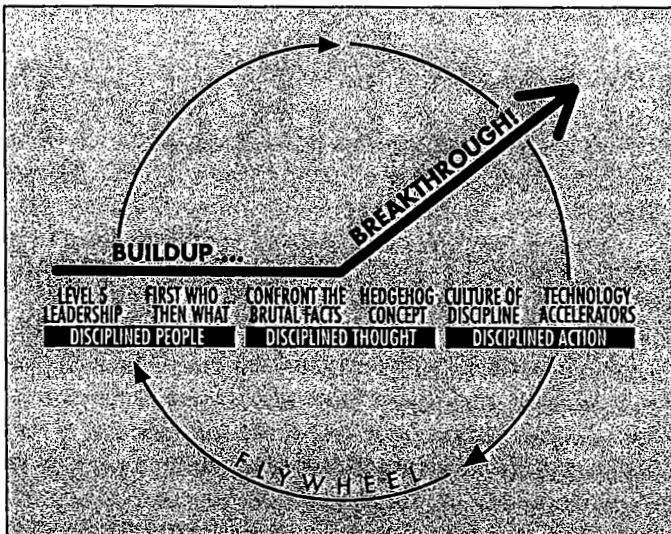 BREAKTHROUGH!
BUILDUP ...
LEVEL 5
LEADERSHIP
FIRST WHO ...
THEN WHAT
CONFRONT THE
BRUTAL FACTS
HEDGEHOG
CONCEPT
CULTURE OF
DISCIPLINE
TECHNOLOGY
ACCELERATORS
DISCIPLINED PEOPLE
DISCIPLINED THOUGHT
DISCIPLINED ACTION
FLYWHEEL